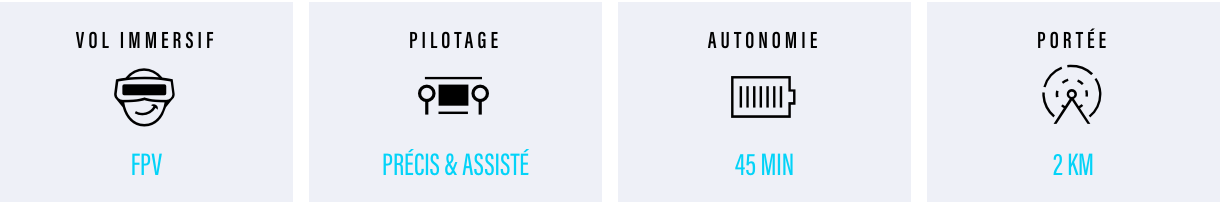 VOL IMMERSIF
FPV
PILOTAGE
PRÉCIS & ASSISTÉ
AUTONOMIE
45 MIN
PORTÉE
2 KM